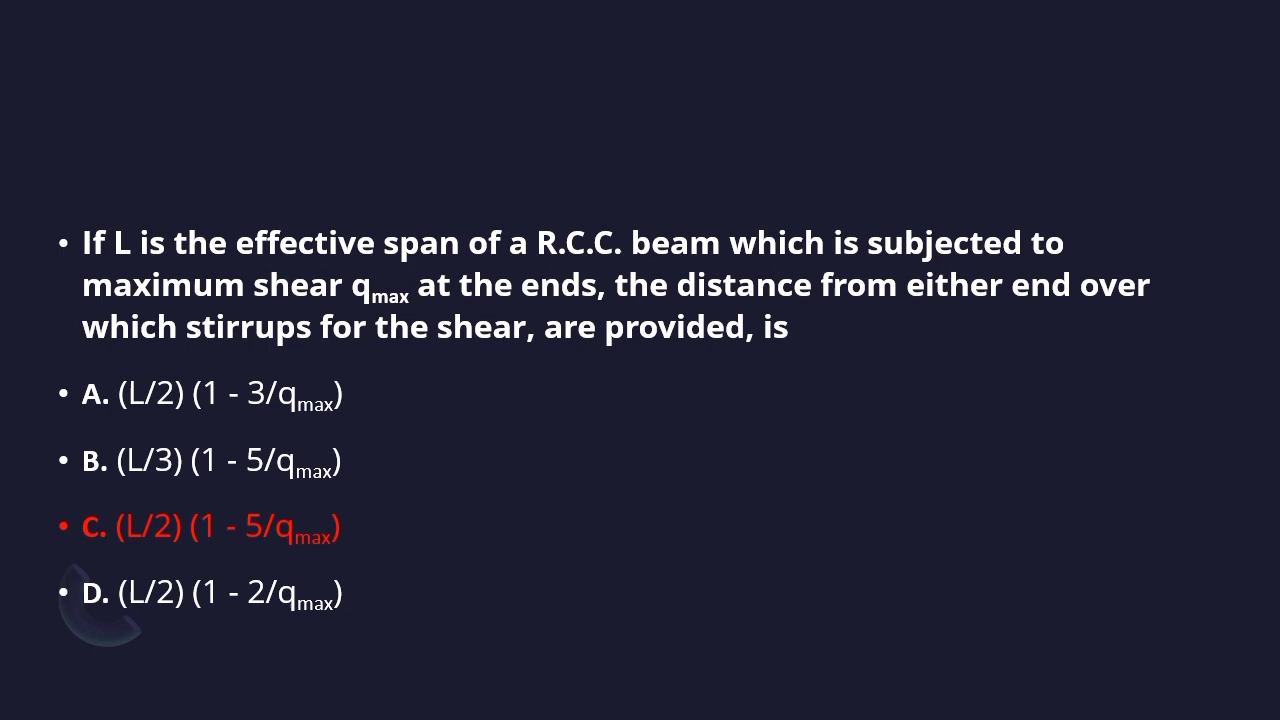 • If L is the effective span of a R.C.C. beam which is subjected to
maximum shear qmax at the ends, the distance from either end over
which stirrups for the shear, are provided, is
• A. (L/2) (1 - 3/qmax)
• B. (L/3) (1 - 5/qmax)
• C. (L/2) (1 - 5/qmax)
• D. (L/2) (1 - 2/qmax)